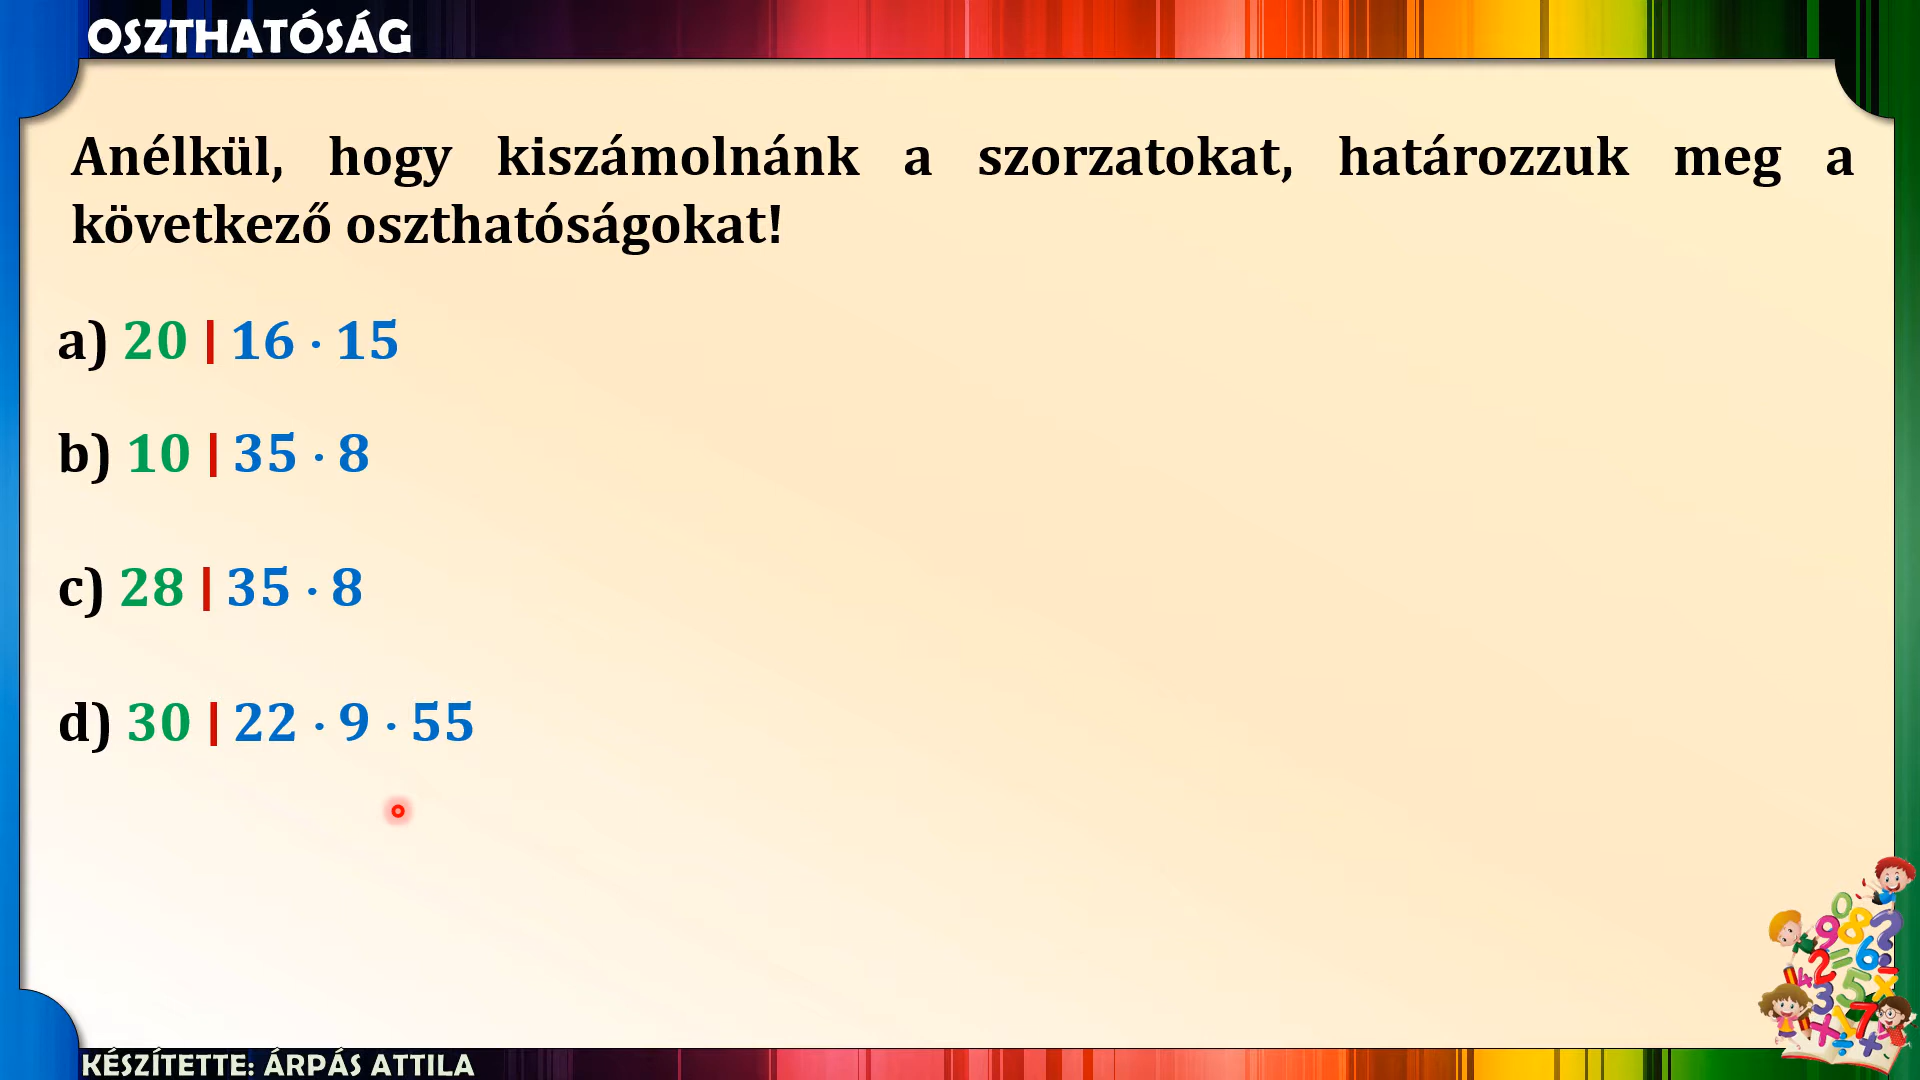 OSZTHATÓSÁG
Anélkül, hogy kiszámolnánk a szorzatokat, határozzuk meg a
következő oszthatóságokat!
a) 20 | 16 · 15
b) 10 | 35 · 8
c) 28 | 35 · 8
d) 30 | 22 · 9 · 55
KÉSZÍTETTE: ÁRPÁS ATTILA